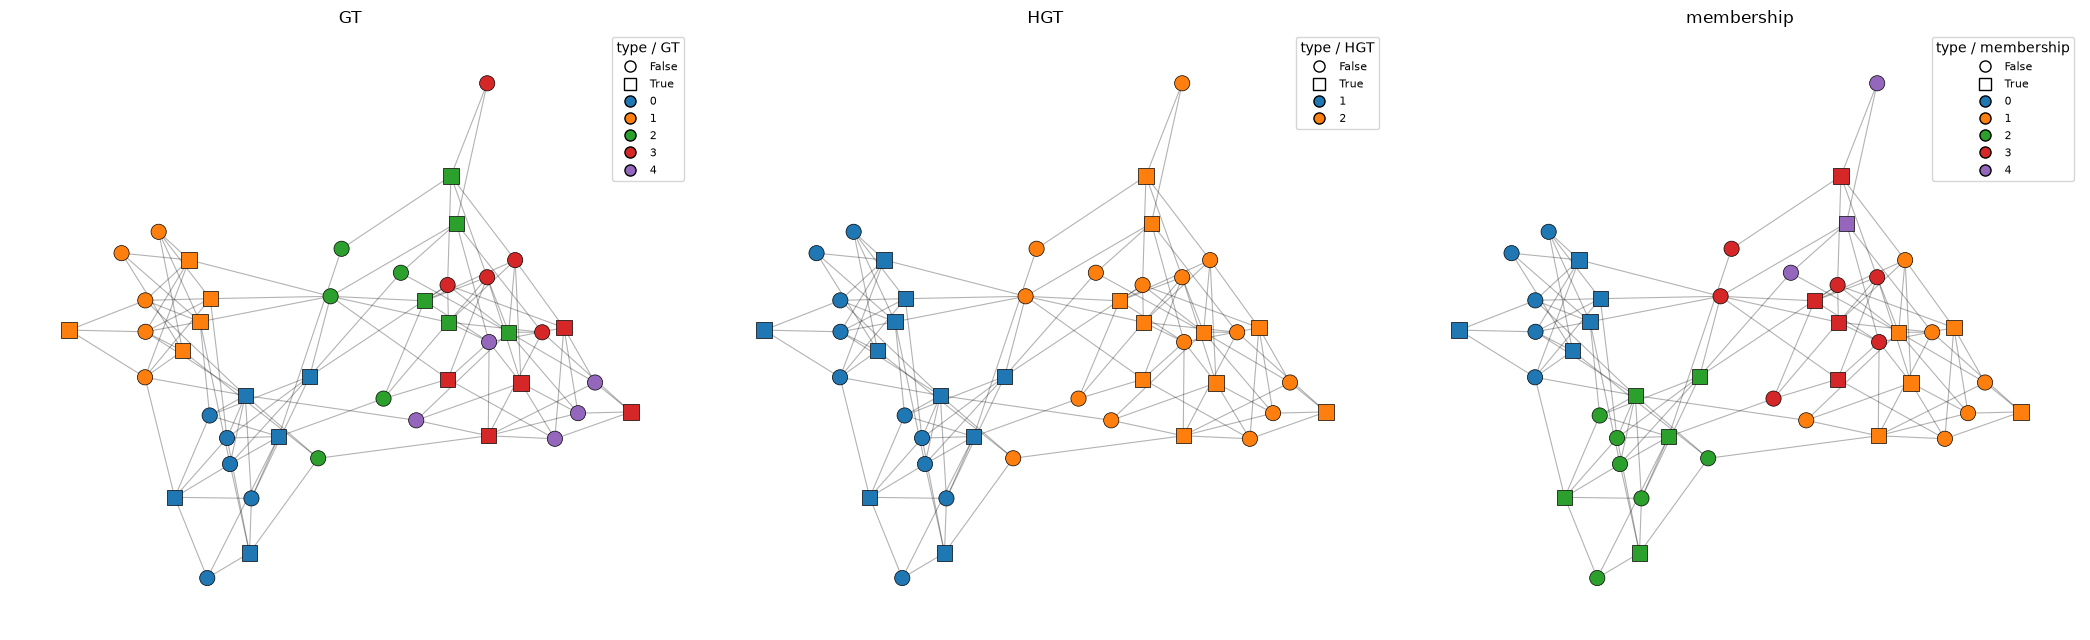 GT
type / GT
False
True
0
1
2
3
4
HGT
type / HGT
False
True
1
2
membership
type / membership
False
True
0
1
2
3
4